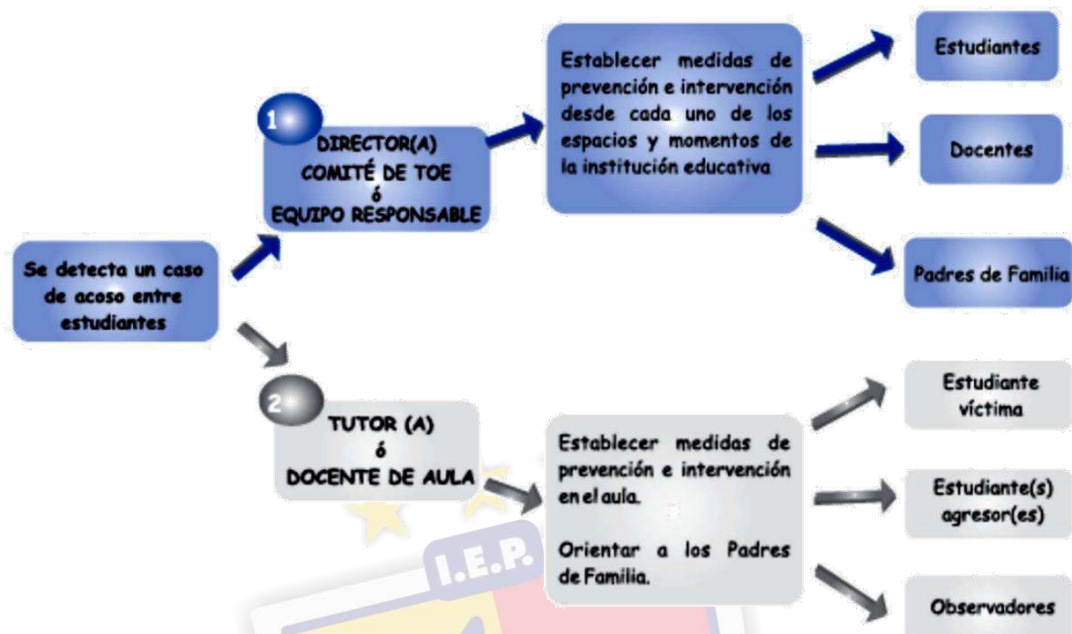 Se detecta un caso
de acoso entre
estudiantes
1
DIRECTOR(A)
COMITÉ DE TOE
ó
EQUIPO RESPONSABLE
Establecer medidas de
prevención e intervención
desde cada uno de los
espacios y momentos de
la institución educativa
Estudiantes
Docentes
Padres de Familia
2
TUTOR (A)
ó
DOCENTE DE AULA
Establecer medidas de
prevención e intervención
en el aula.
Orientar a los Padres
de Familia.
Estudiante
víctima
Estudiante(s)
agresor(es)
Observadores
I.E.P.